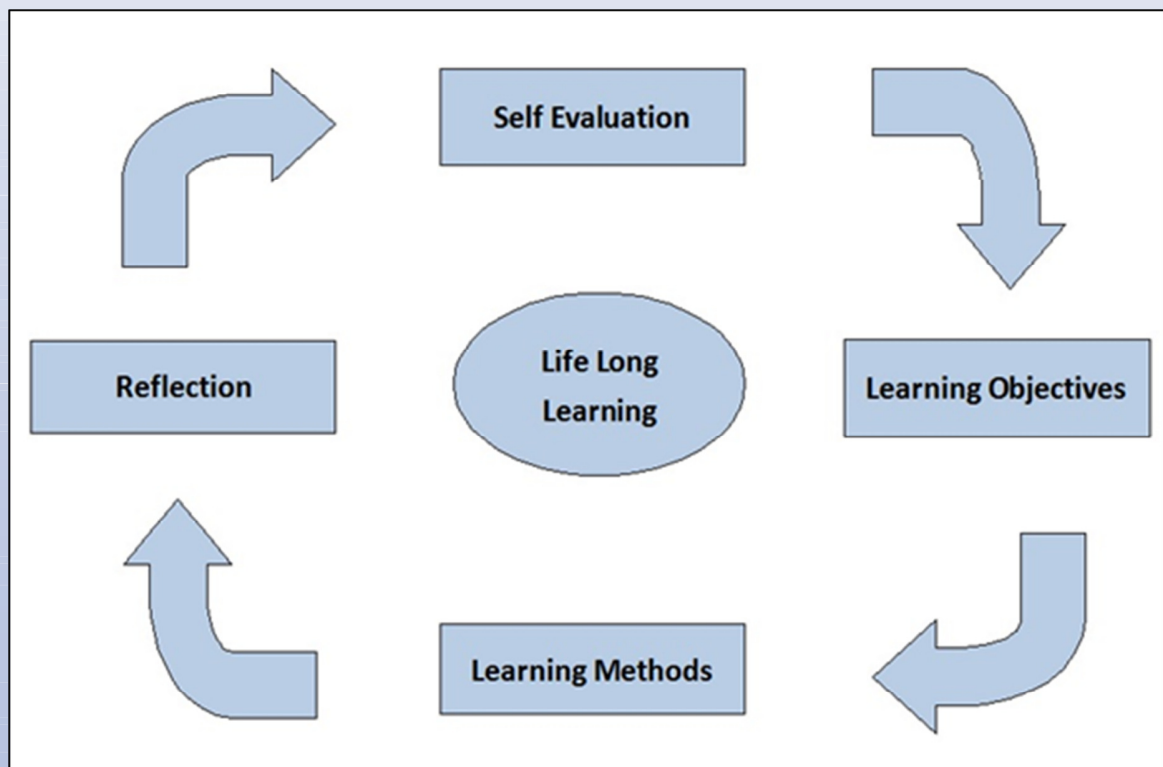 Self Evaluation
Reflection
Life Long
Learning
Learning Objectives
Learning Methods